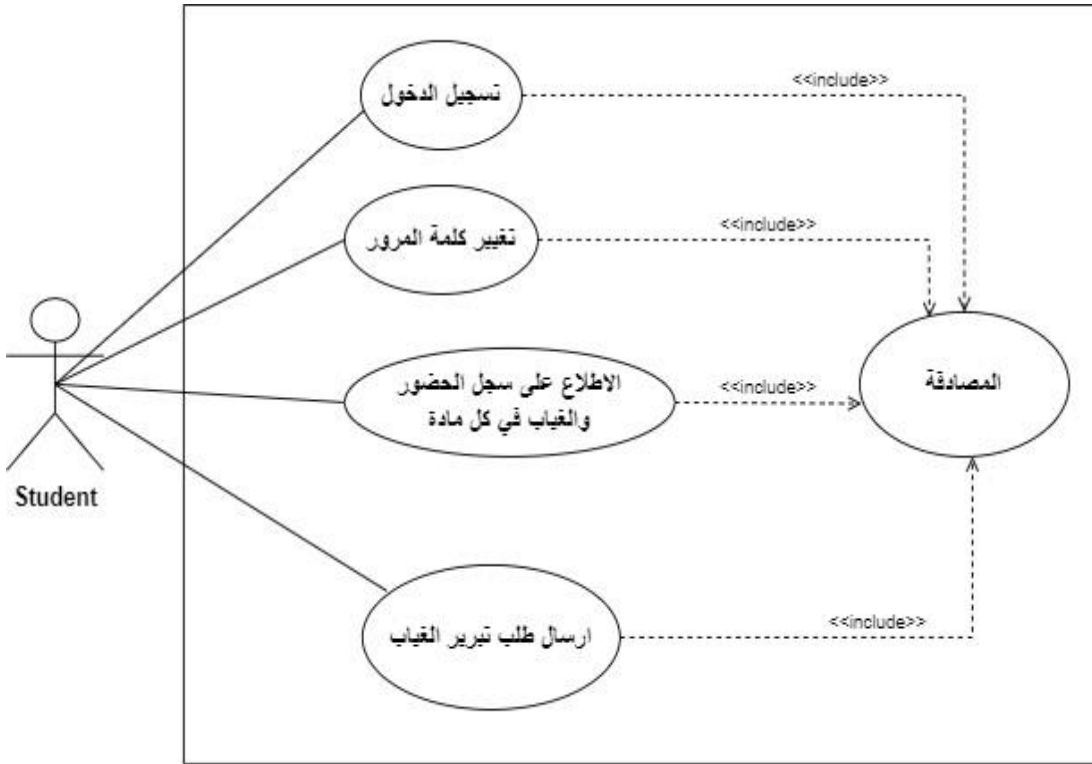 تسجيل الدخول
<<include>>
تغيير كلمة المرور
<<include>>
الاطلاع على سجل الحضور
والغياب في كل مادة
<<include>>
المصادقة
Student
ارسال طلب تبرير الغياب
<<include>>